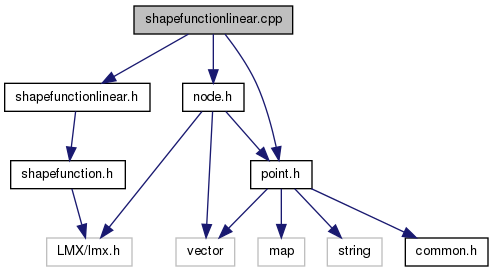 shapefunctionlinear.cpp
shapefunctionlinear.h
node.h
shapefunction.h
point.h
LMX/lmx.h
vector
map
string
common.h